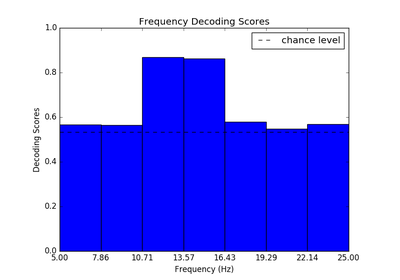 Frequency Decoding Scores
1.0
chance level
0.8
0.6
0.4
0.2
0.0
Decoding Scores
5.00 7.86 10.71 13.57 16.43 19.29 22.14 25.00
Frequency (Hz)